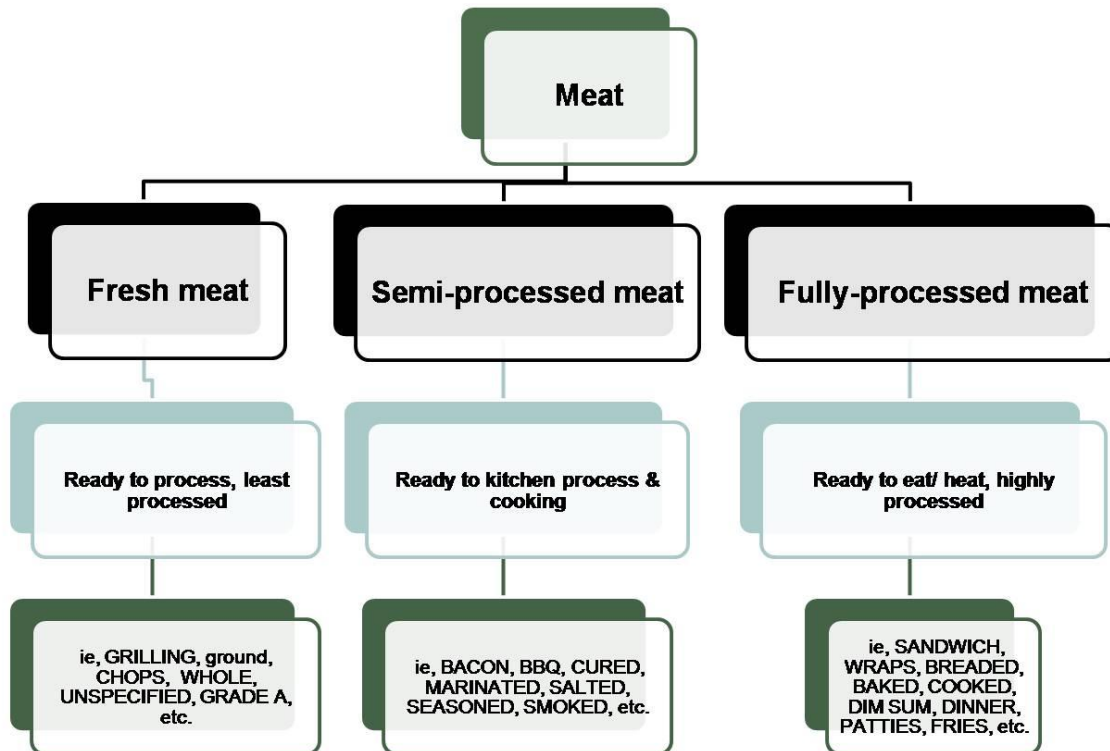 Meat
Fresh meat
Semi-processed meat
Fully-processed meat
Ready to process, least
processed
Ready to kitchen process &
cooking
Ready to eat/ heat, highly
processed
ie, GRILLING, ground,
CHOPS, WHOLE,
UNSPECIFIED, GRADE A,
etc.
ie, BACON, BBQ, CURED,
MARINATED, SALTED,
SEASONED, SMOKED, etc.
ie, SANDWICH,
WRAPS, BREADED,
BAKED, COOKED,
DIM SUM, DINNER,
PATTIES, FRIES, etc.